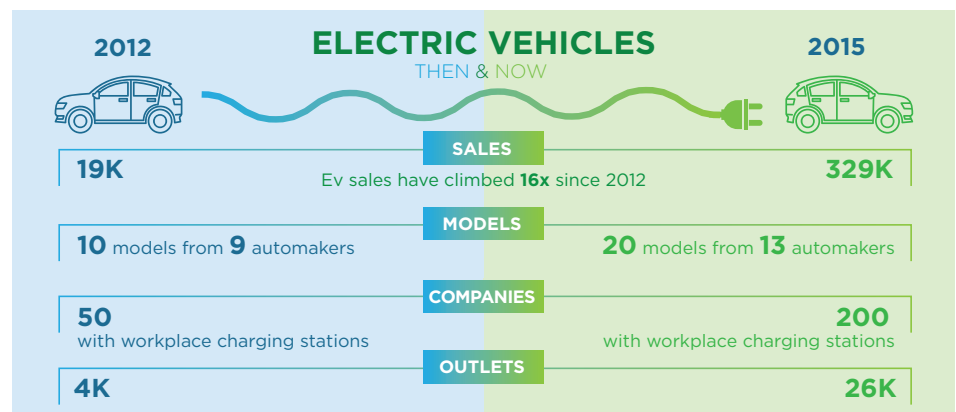 2012
ELECTRIC VEHICLES
2015
THEN & NOW
SALES
19K
329K
Ev sales have climbed 16x since 2012
MODELS
10 models from 9 automakers
20 models from 13 automakers
COMPANIES
50
with workplace charging stations
200
with workplace charging stations
OUTLETS
4K
26K